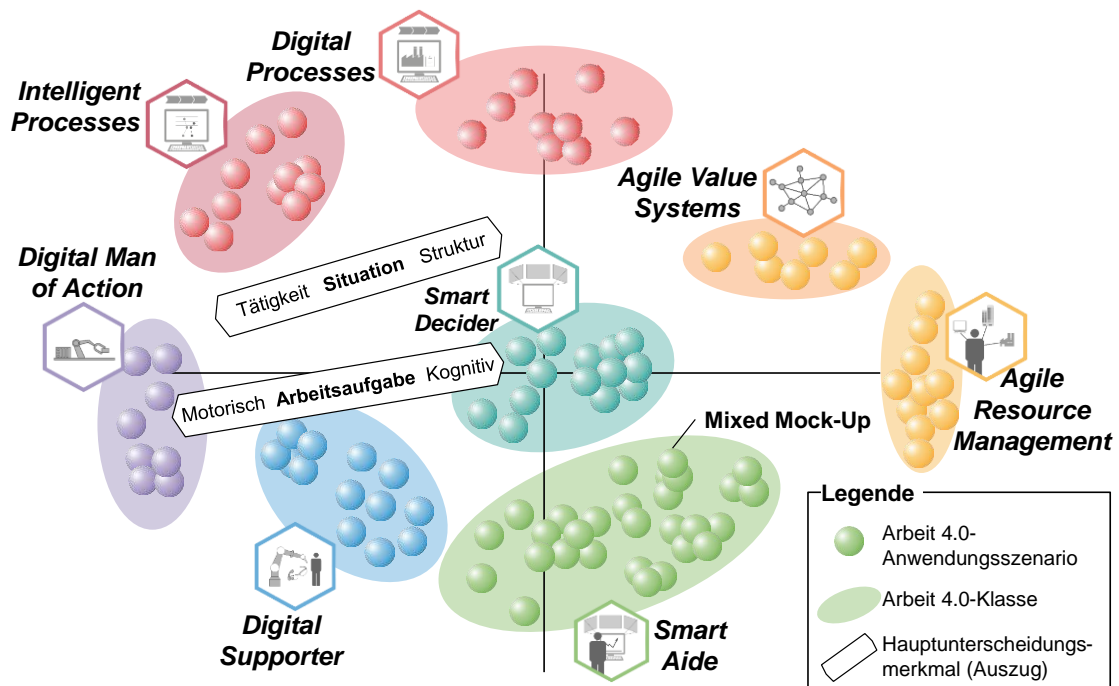 Digital
Processes
Intelligent
Processes
Agile Value
Systems
Digital Man
of Action
Tätigkeit Situation Struktur
Smart
Decider
Motorisch Arbeitsaufgabe Kognitiv
Agile
Resource
Management
Mixed Mock-Up
Digital
Supporter
Smart
Aide
Legende
Arbeit 4.0-
Anwendungsszenario
Arbeit 4.0-Klasse
Hauptunterscheidungs-
merkmal (Auszug)